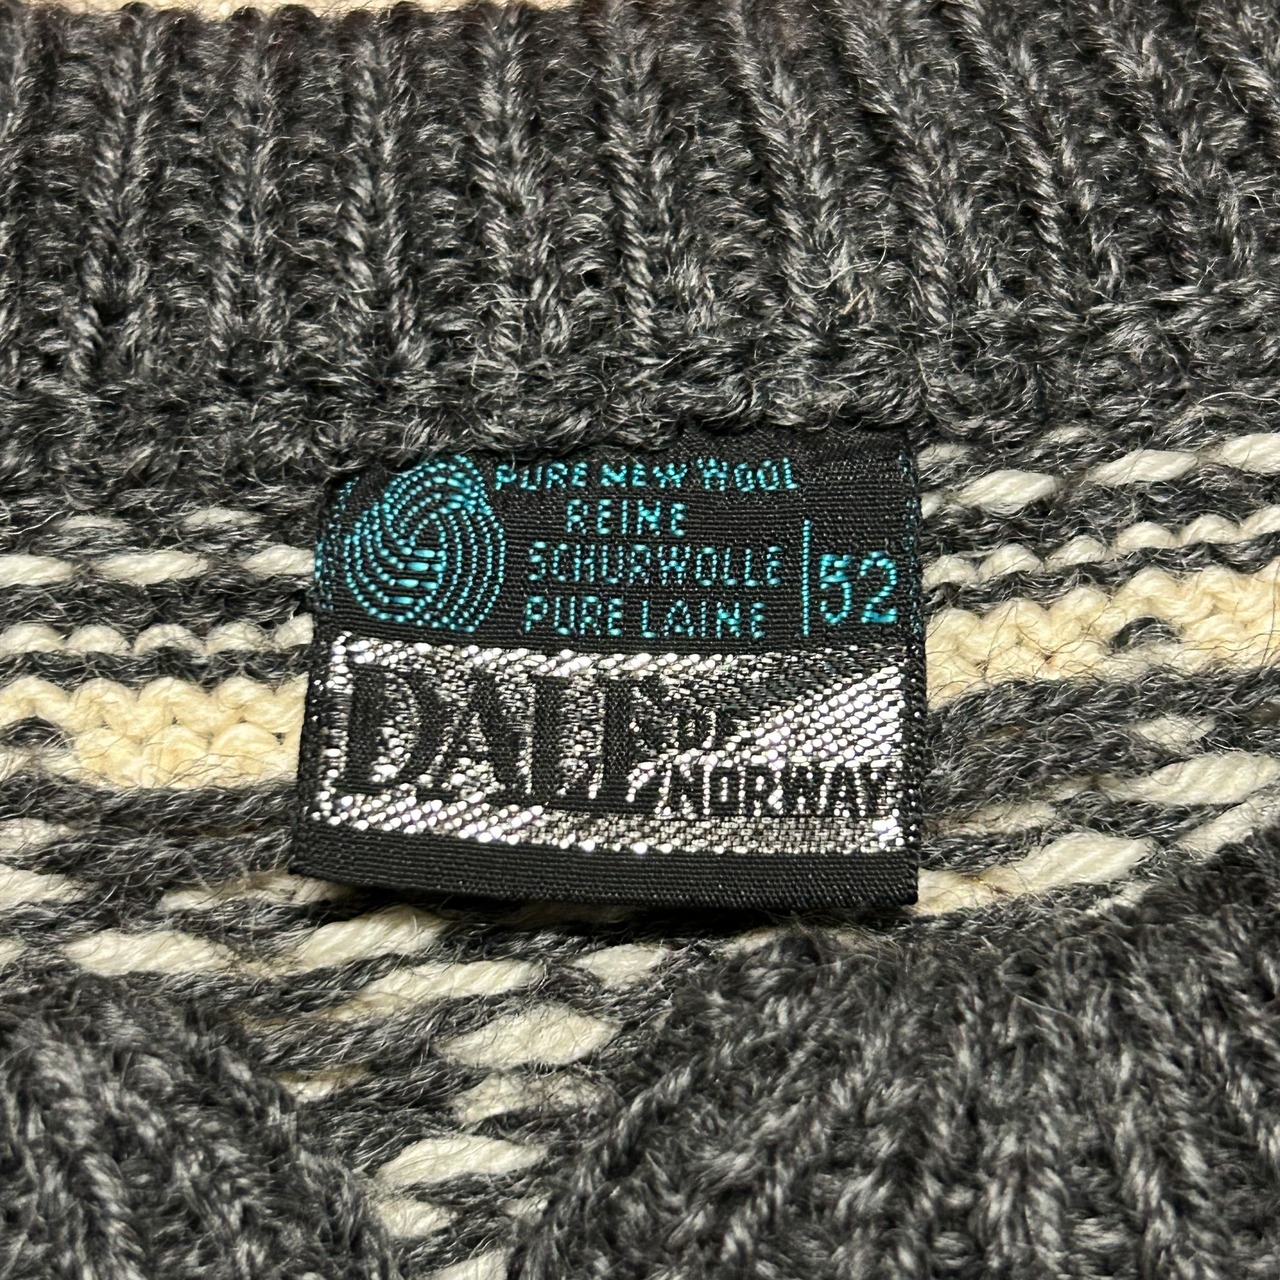 PURE NEW WOOL
REINE
SCHURWOLLE
PURE LAINE
52
DALE OF
NORWAY